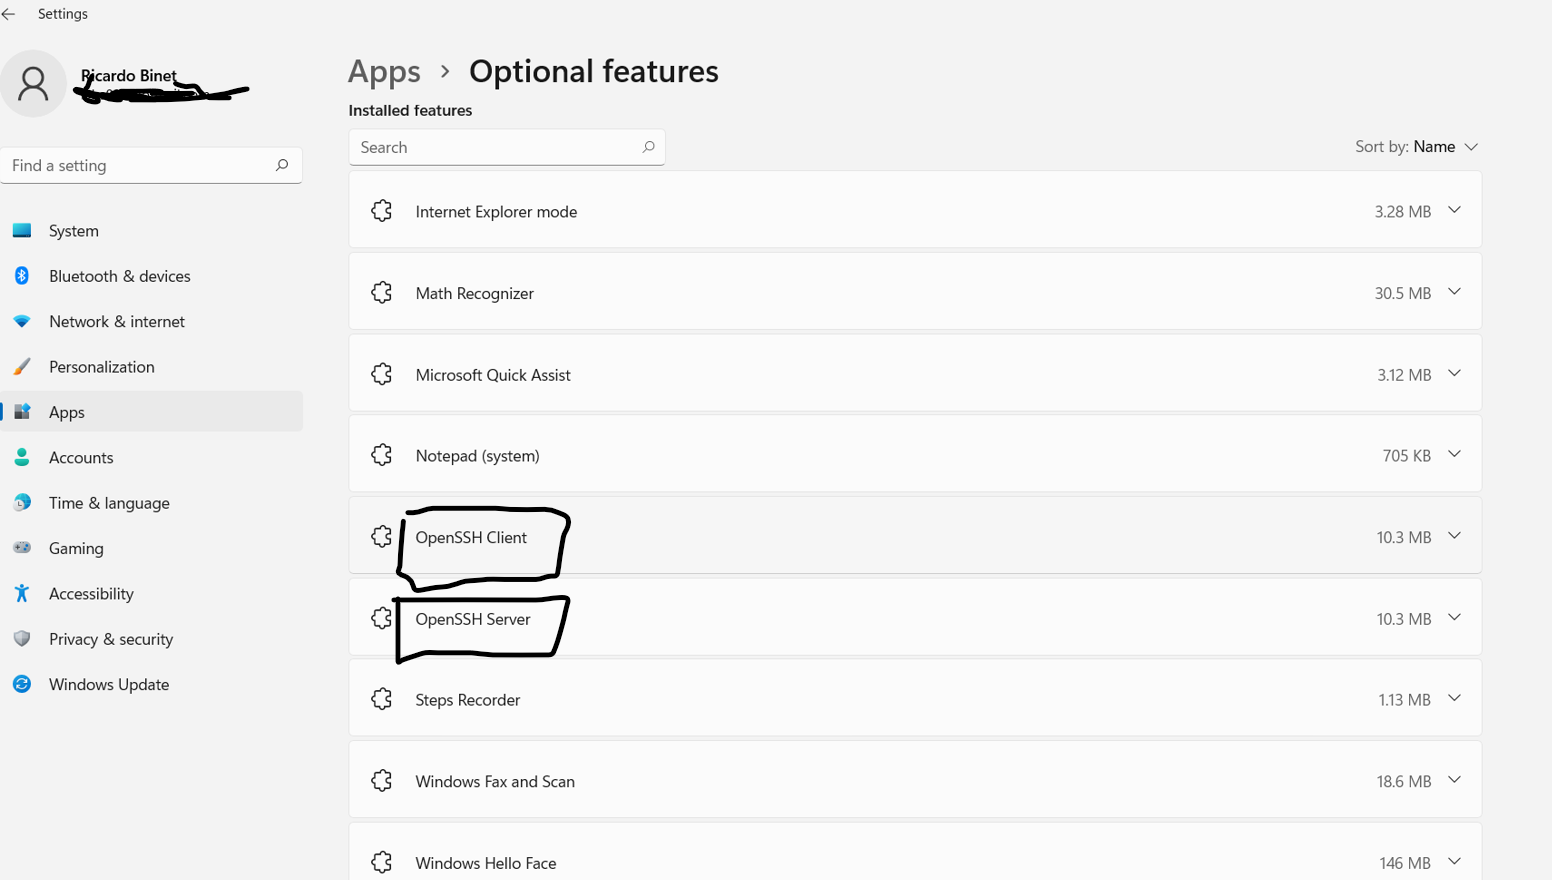 Settings
Ricardo Binet
Find a setting
System
Bluetooth & devices
Network & internet
Personalization
Apps
Accounts
Time & language
Gaming
Accessibility
Privacy & security
Windows Update
Apps > Optional features
Installed features
Search
Sort by: Name
Internet Explorer mode 3.28 MB
Math Recognizer 30.5 MB
Microsoft Quick Assist 3.12 MB
Notepad (system) 705 KB
OpenSSH Client 10.3 MB
OpenSSH Server 10.3 MB
Steps Recorder 1.13 MB
Windows Fax and Scan 18.6 MB
Windows Hello Face 146 MB